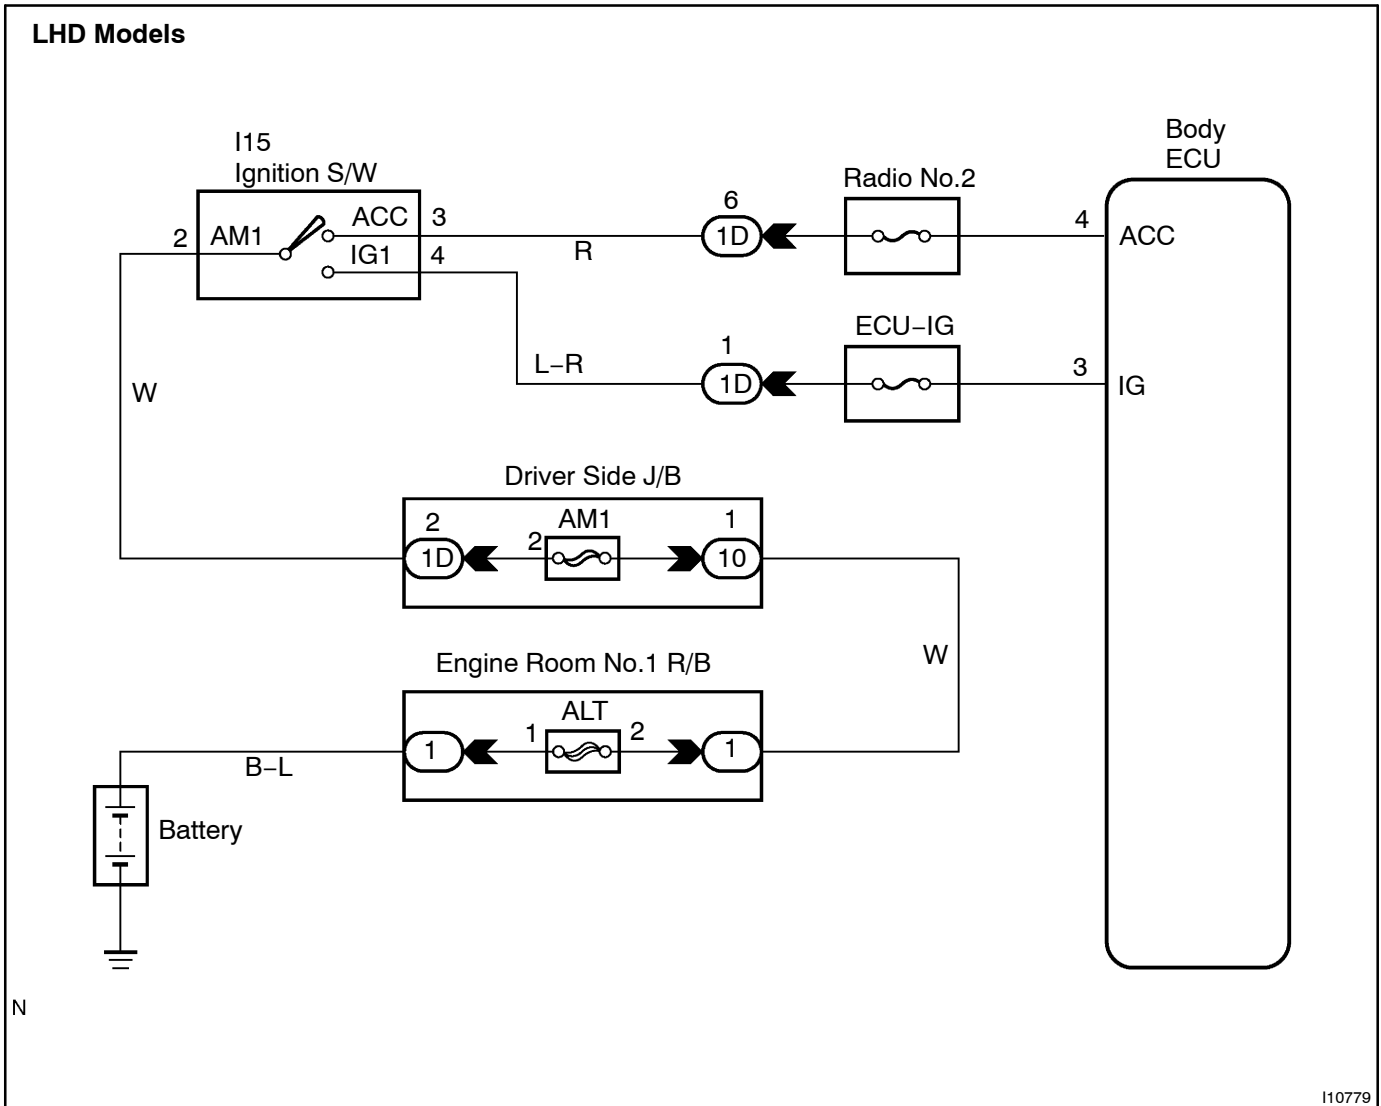 LHD Models
I15
Ignition S/W
2
AM1
ACC
3
IG1
4
R
6
1D
Radio No.2
4
Body
ECU
ACC
L–R
1
1D
ECU–IG
3
IG
W
Driver Side J/B
2
1D
2
AM1
1
10
W
Engine Room No.1 R/B
1
1
ALT
2
1
B–L
Battery
N
I10779